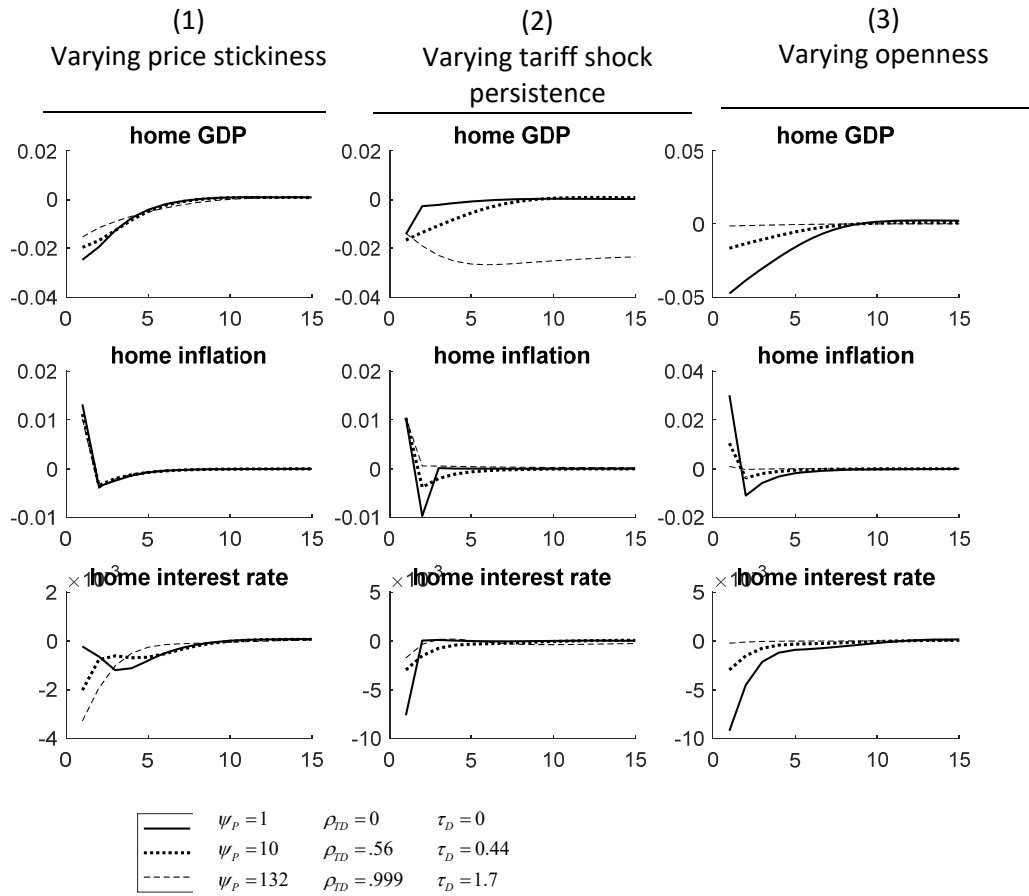 (1)
Varying price stickiness
(2)
Varying tariff shock
persistence
(3)
Varying openness
home GDP
0.02
0
-0.02
-0.04
0 5 10 15
home GDP
0.02
0
-0.02
-0.04
0 5 10 15
home GDP
0.05
0
-0.05
0 5 10 15
home inflation
0.02
0.01
0
-0.01
0 5 10 15
home inflation
0.02
0.01
0
-0.01
0 5 10 15
home inflation
0.04
0.02
0
-0.02
0 5 10 15
home interest rate
× 10⁻³
2
0
-2
-4
0 5 10 15
home interest rate
× 10⁻³
5
0
-5
-10
0 5 10 15
home interest rate
× 10⁻³
5
0
-5
-10
0 5 10 15
ψ_P = 1 ρ_TD = 0 τ_D = 0
ψ_P = 10 ρ_TD = .56 τ_D = 0.44
ψ_P = 132 ρ_TD = .999 τ_D = 1.7